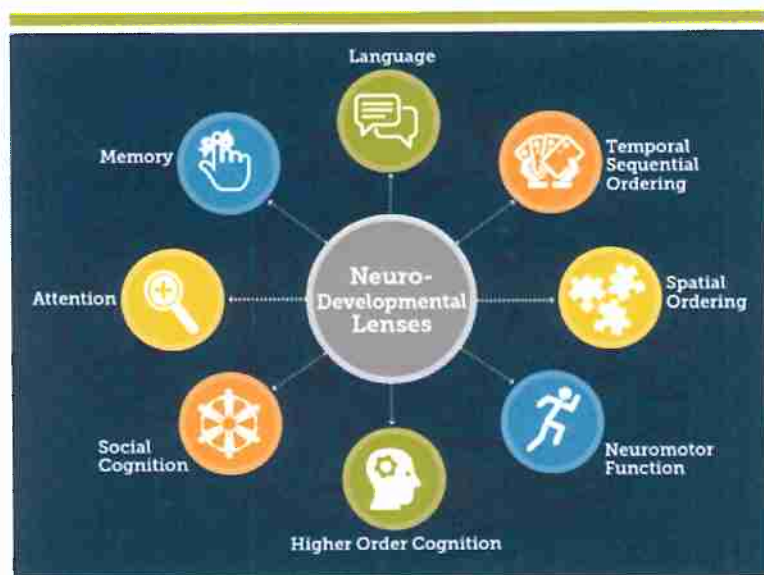 Language
Memory
Temporal
Sequential
Ordering
Attention
Neuro-
Developmental
Lenses
Spatial
Ordering
Social
Cognition
Neuromotor
Function
Higher Order Cognition